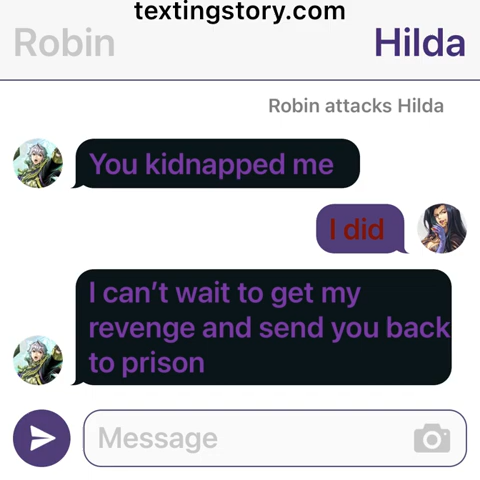 textingstory.com
Robin
Hilda
Robin attacks Hilda
You kidnapped me
I did
I can’t wait to get my
revenge and send you back
to prison
Message